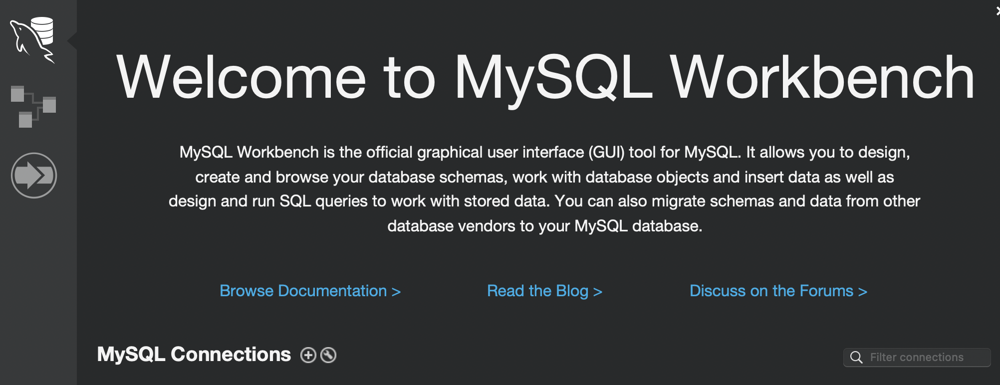 Welcome to MySQL Workbench
MySQL Workbench is the official graphical user interface (GUI) tool for MySQL. It allows you to design,
create and browse your database schemas, work with database objects and insert data as well as
design and run SQL queries to work with stored data. You can also migrate schemas and data from other
database vendors to your MySQL database.
Browse Documentation > Read the Blog > Discuss on the Forums >
MySQL Connections Filter connections